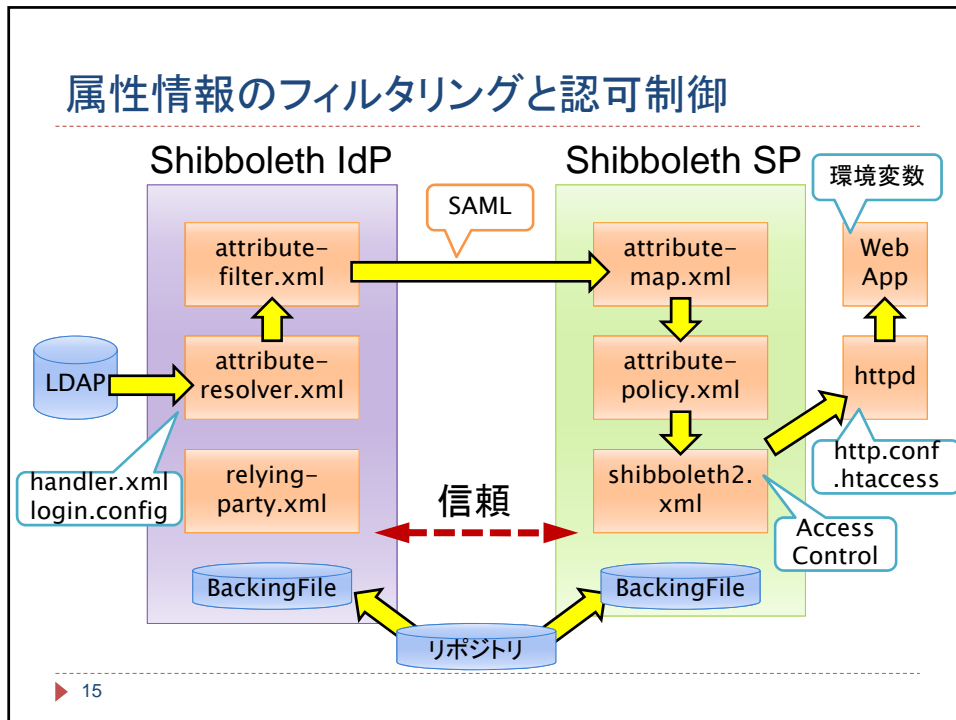 属性情報のフィルタリングと認可制御
Shibboleth IdP
Shibboleth SP
SAML
環境変数
attribute-
filter.xml
attribute-
map.xml
Web
App
LDAP
attribute-
resolver.xml
attribute-
policy.xml
httpd
handler.xml
login.config
relying-
party.xml
信頼
shibboleth2.
xml
http.conf
.htaccess
Access
Control
BackingFile
BackingFile
リポジトリ
15